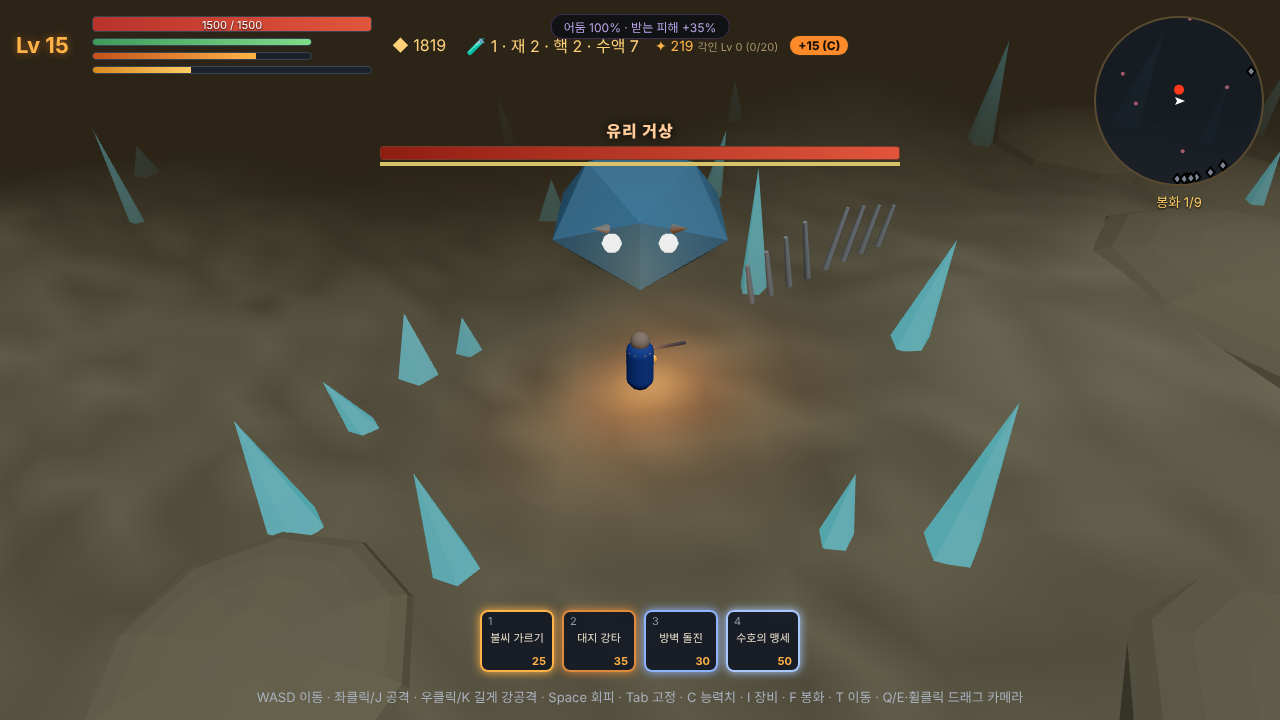 Lv 15
1500 / 1500
어둠 100% · 받는 피해 +35%
◆ 1819 🧪 1 · 재 2 · 핵 2 · 수액 7 ✦ 219 각인 Lv 0 (0/20) +15 (C)
유리 거상
봉화 1/9
1 불씨 가르기 25
2 대지 강타 35
3 방벽 돌진 30
4 수호의 맹세 50
WASD 이동 · 좌클릭/J 공격 · 우클릭/K 길게 강공격 · Space 회피 · Tab 고정 · C 능력치 · I 장비 · F 봉화 · T 이동 · Q/E·휠클릭 드래그 카메라